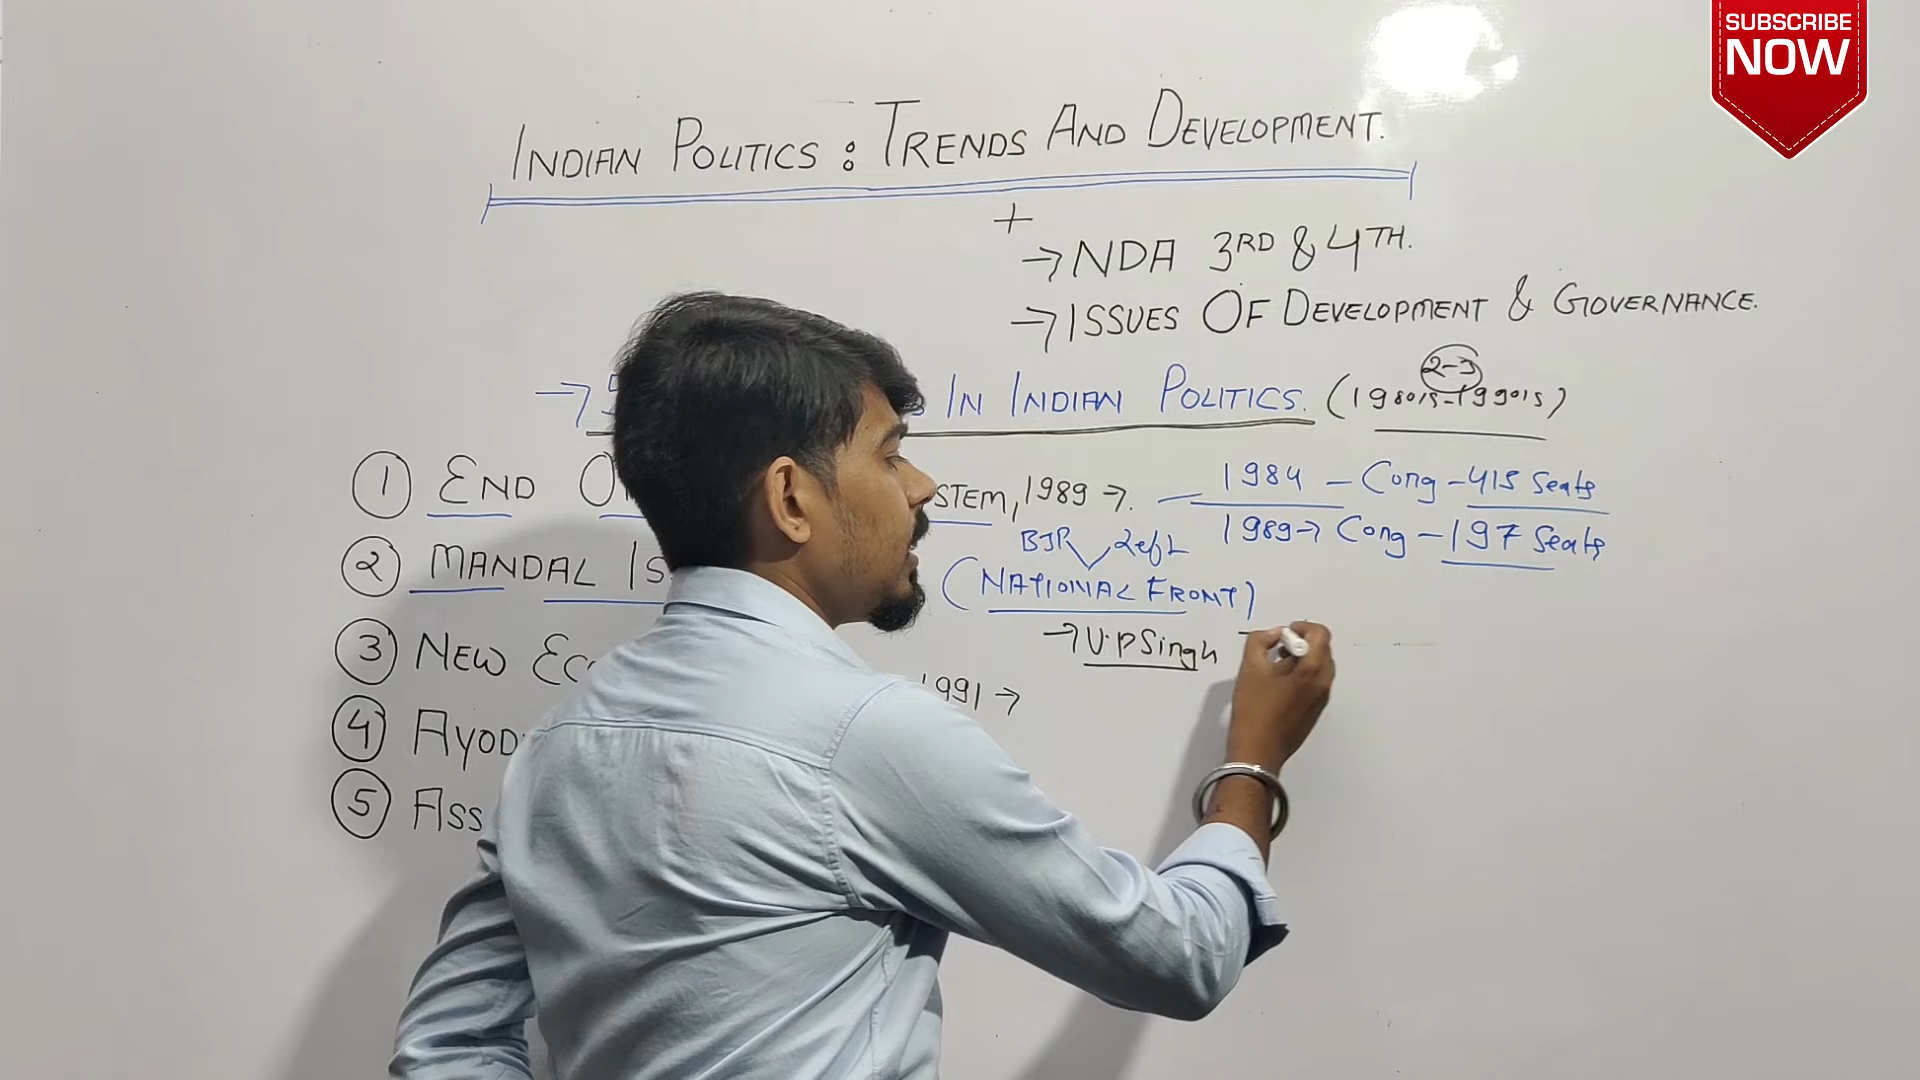 SUBSCRIBE
NOW
INDIAN POLITICS : TRENDS AND DEVELOPMENT.
+
→ NDA 3RD & 4TH.
→ ISSUES OF DEVELOPMENT & GOVERNANCE.
→ IN INDIAN POLITICS. (1980's-1990's)
2-3
① END STEM, 1989 →. — 1984 - Cong - 415 Seats
1989 → Cong - 197 Seats
BJP Left
② MANDAL (NATIONAL FRONT)
→ V.P Singh
③ NEW 1991 →
④
⑤